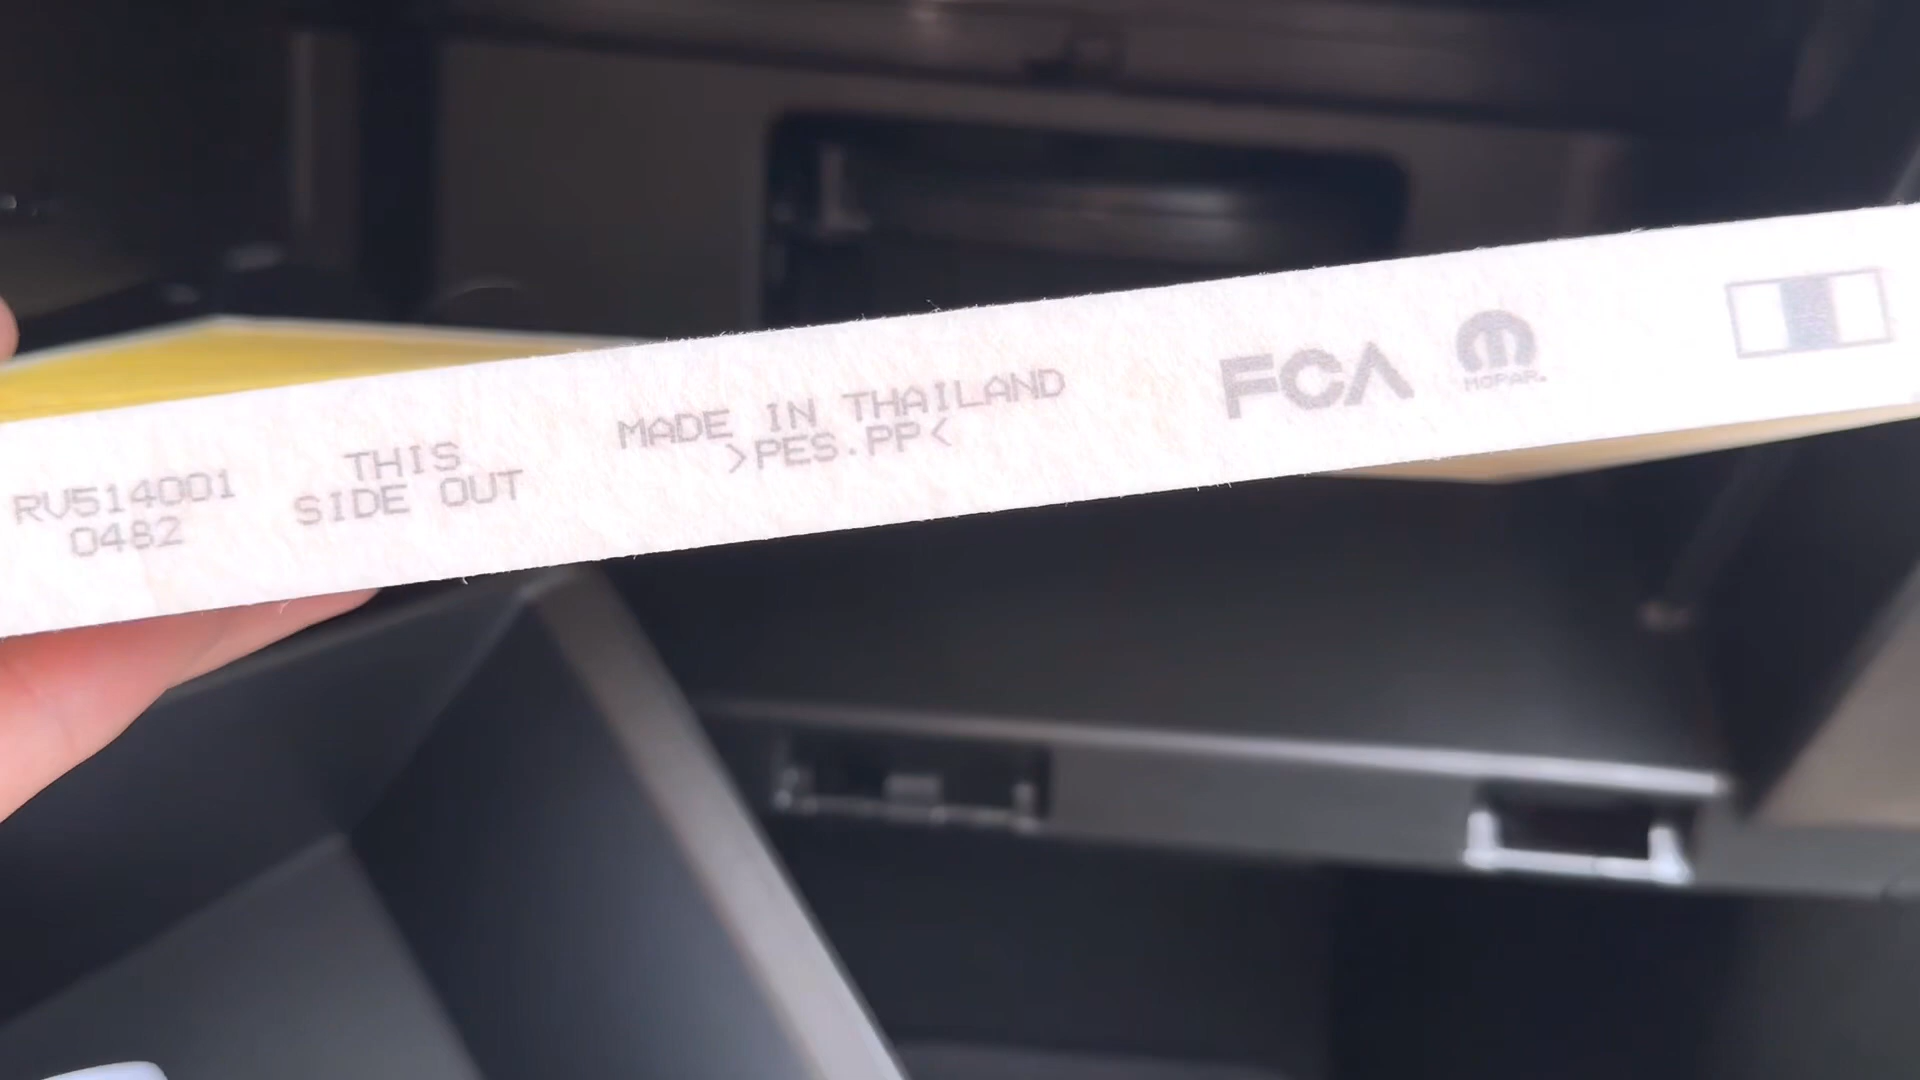 RV514001
0482
THIS
SIDE OUT
MADE IN THAILAND
>PES.PP<
FCA
MOPAR.